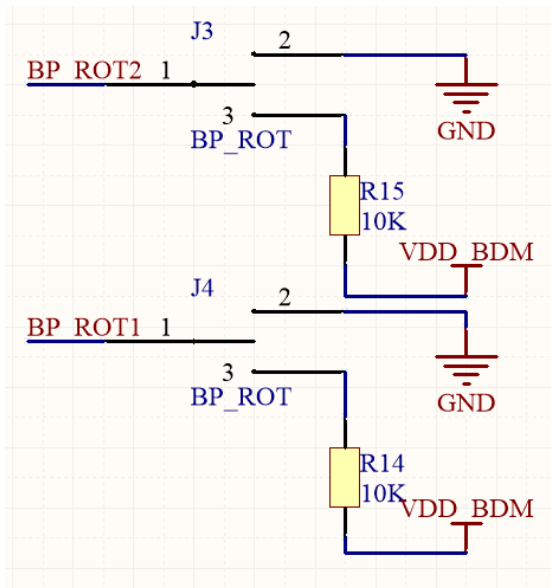 J3
2
BP_ROT2 1
3
BP_ROT
GND
R15
10K
VDD_BDM
J4
2
BP_ROT1 1
3
BP_ROT
GND
R14
10K
VDD_BDM